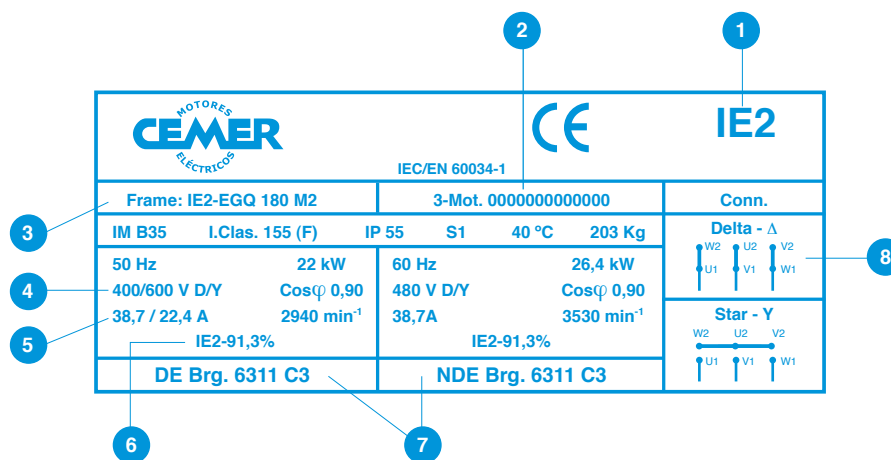 2
1
MOTORES
CEMER
ELÉCTRICOS
CE
IE2
IEC/EN 60034-1
Frame: IE2-EGQ 180 M2
3-Mot. 0000000000000
Conn.
3
IM B35 I.Clas. 155 (F) IP 55 S1 40 ºC 203 Kg
Delta - Δ
W2 U2 V2
U1 V1 W1
8
50 Hz 22 kW
4
400/600 V D/Y Cosφ 0,90
5
38,7 / 22,4 A 2940 min⁻¹
IE2-91,3%
60 Hz 26,4 kW
480 V D/Y Cosφ 0,90
38,7A 3530 min⁻¹
IE2-91,3%
Star - Y
W2 U2 V2
U1 V1 W1
DE Brg. 6311 C3
NDE Brg. 6311 C3
6
7